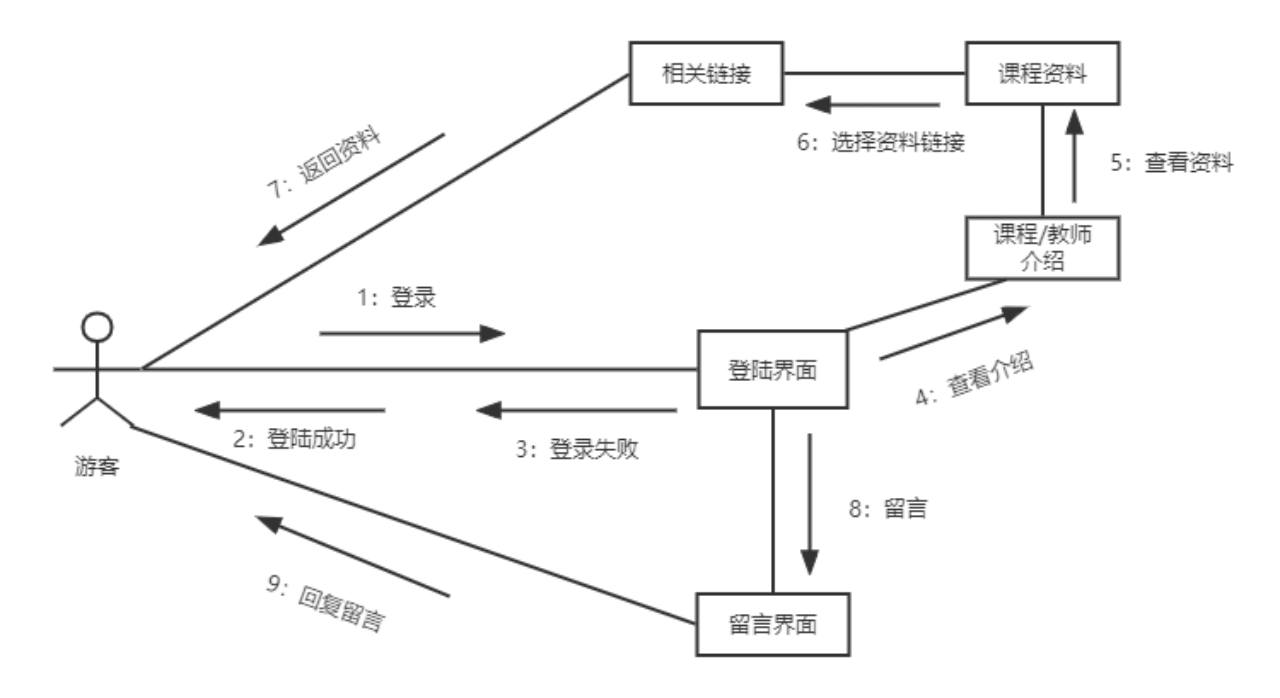 相关链接
课程资料
6：选择资料链接
7：返回资料
5：查看资料
课程/教师
介绍
1：登录
登陆界面
4：查看介绍
2：登陆成功
3：登录失败
游客
8：留言
9：回复留言
留言界面